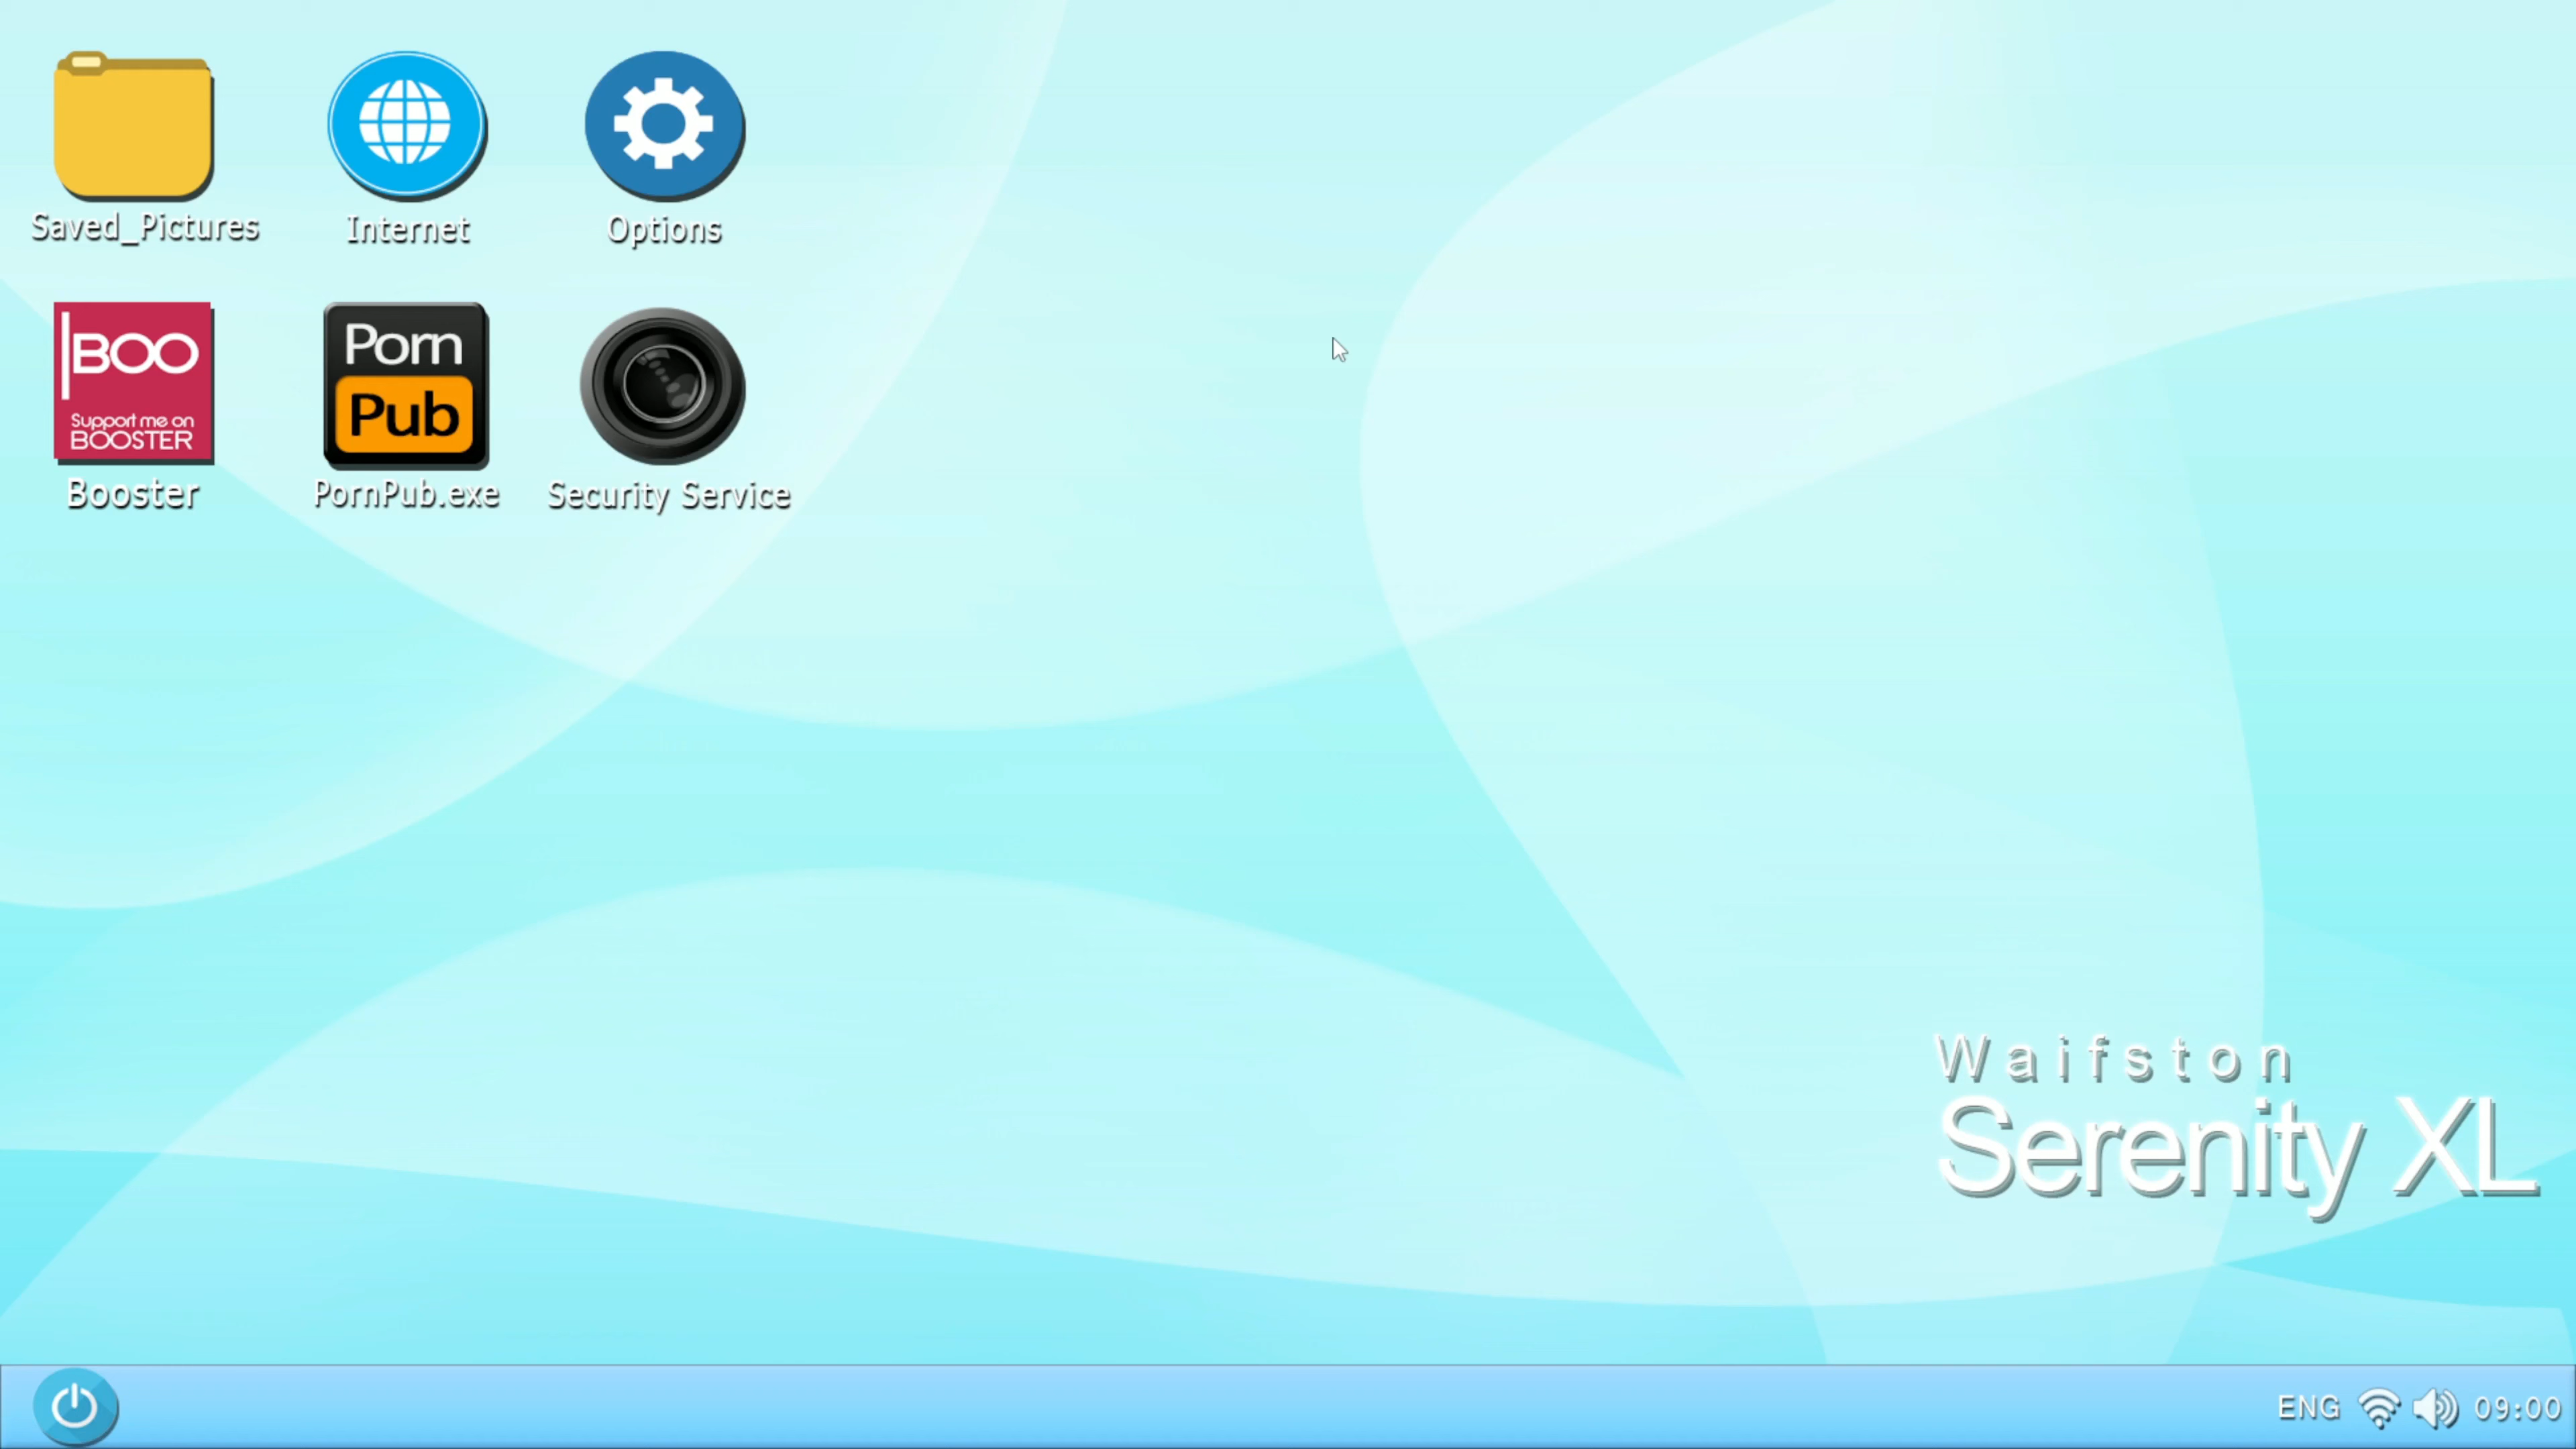 Saved_Pictures
Internet
Options
BOO
Support me on
BOOSTER
Booster
Porn
Pub
PornPub.exe
Security Service
Waifston
Serenity XL
ENG
09:00